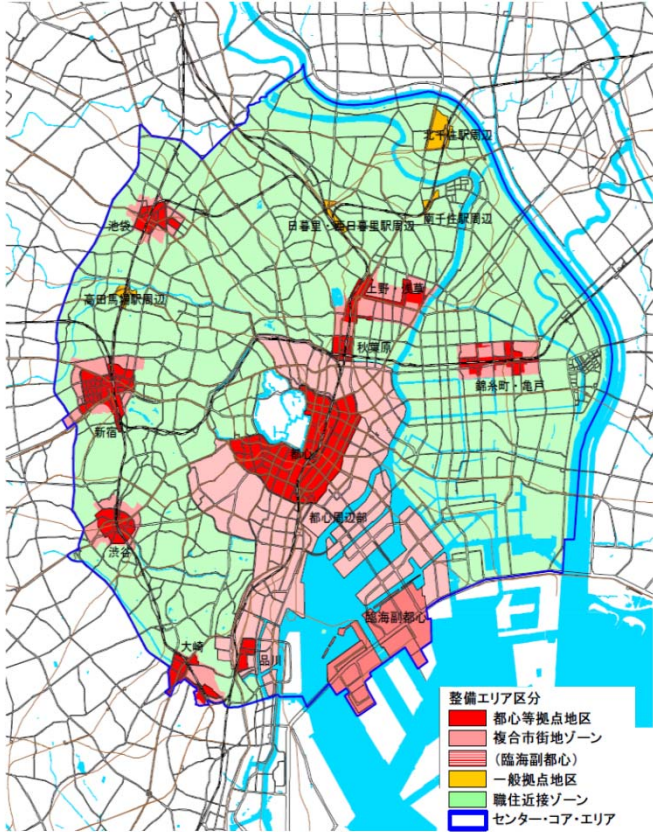 北千住駅周辺
日暮里・西日暮里駅周辺
南千住駅周辺
池袋
高田馬場駅周辺
上野・浅草
秋葉原
錦糸町・亀戸
新宿
都心
都心周辺部
渋谷
臨海副都心
大崎
品川
整備エリア区分
都心等拠点地区
複合市街地ゾーン
(臨海副都心)
一般拠点地区
職住近接ゾーン
センター・コア・エリア